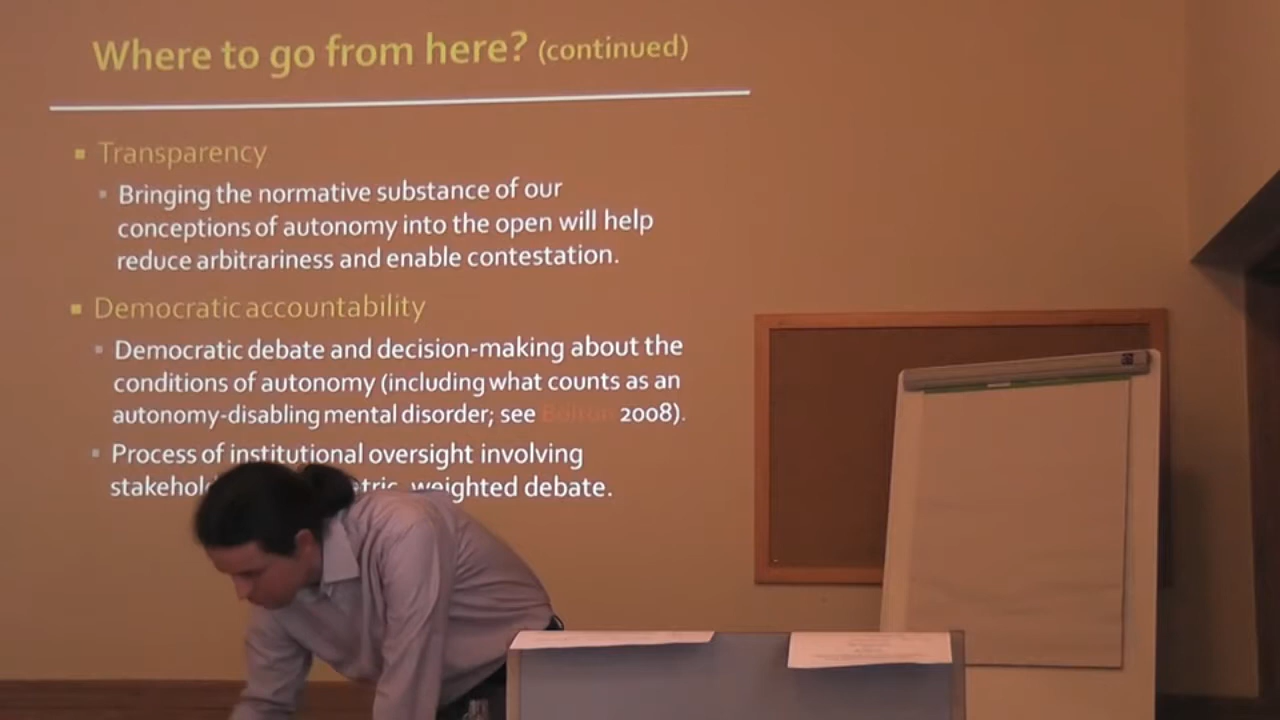 Where to go from here? (continued)
Transparency
Bringing the normative substance of our
conceptions of autonomy into the open will help
reduce arbitrariness and enable contestation.
Democratic accountability
Democratic debate and decision-making about the
conditions of autonomy (including what counts as an
autonomy-disabling mental disorder; see 2008).
Process of institutional oversight involving
weighted debate.